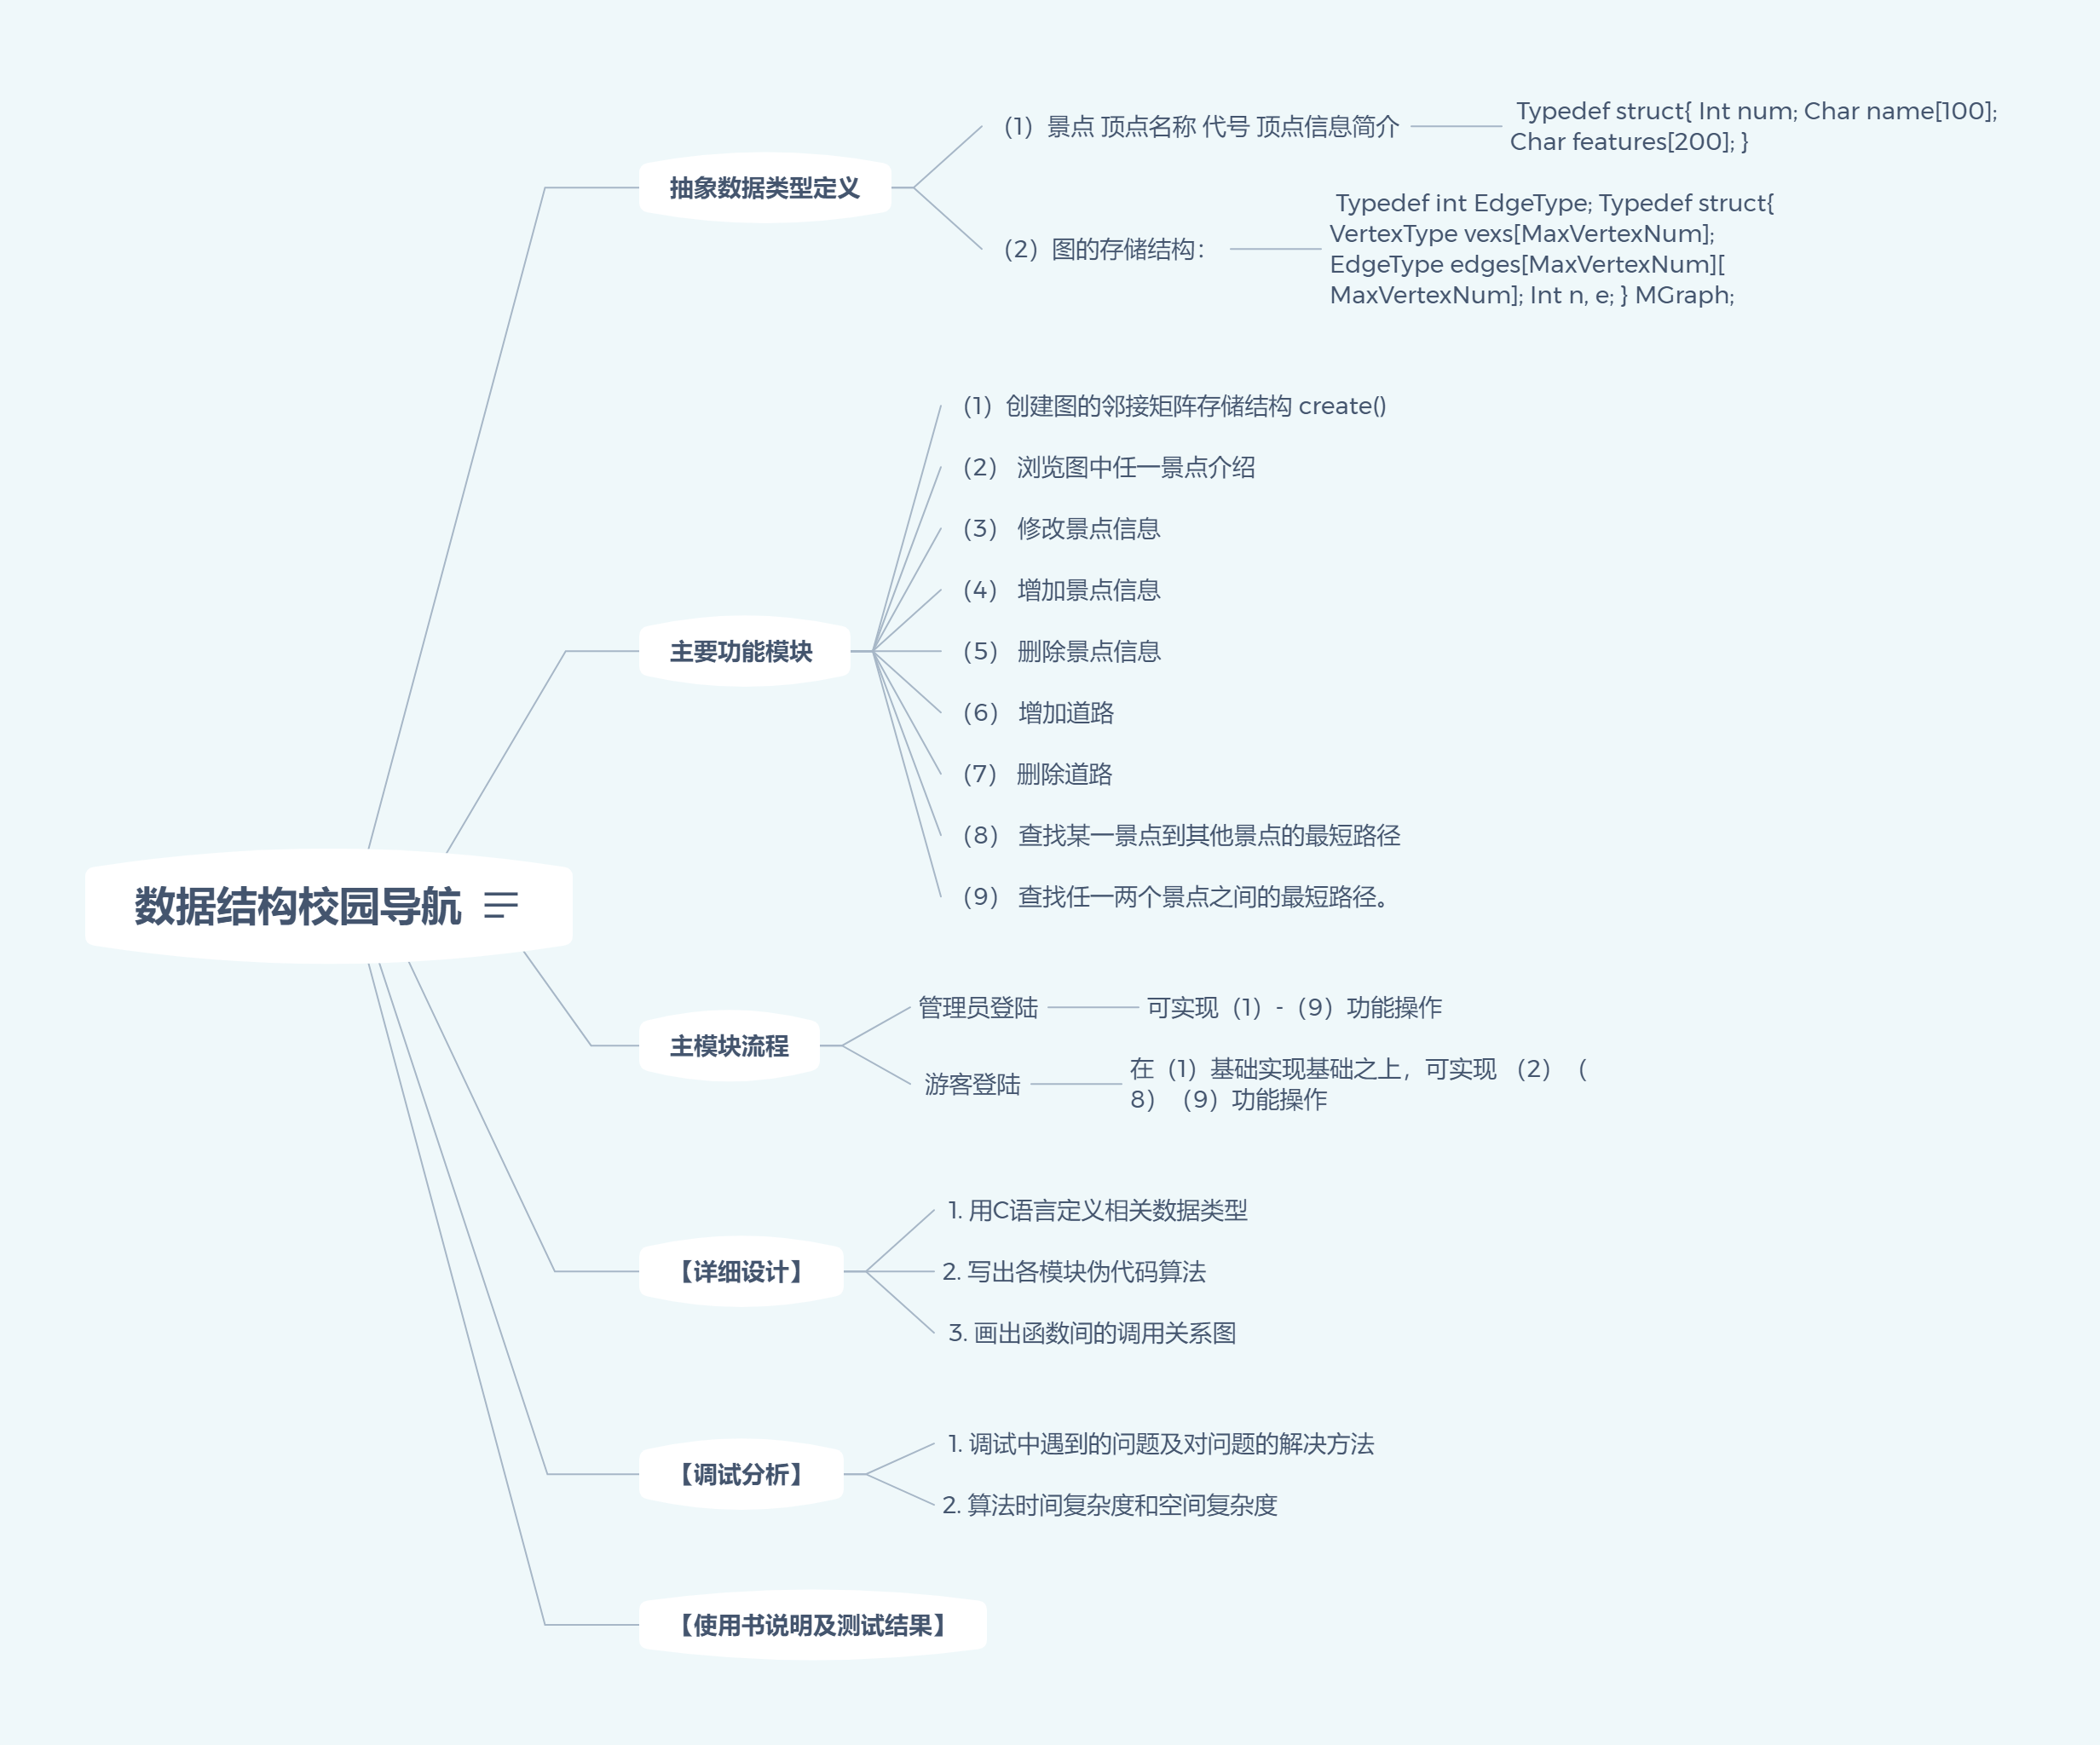 数据结构校园导航
抽象数据类型定义
（1）景点 顶点名称 代号 顶点信息简介
Typedef struct{ Int num; Char name[100];
Char features[200]; }
（2）图的存储结构：
Typedef int EdgeType; Typedef struct{
VertexType vexs[MaxVertexNum];
EdgeType edges[MaxVertexNum][
MaxVertexNum]; Int n, e; } MGraph;
主要功能模块
（1）创建图的邻接矩阵存储结构 create()
（2） 浏览图中任一景点介绍
（3） 修改景点信息
（4） 增加景点信息
（5） 删除景点信息
（6） 增加道路
（7） 删除道路
（8） 查找某一景点到其他景点的最短路径
（9） 查找任一两个景点之间的最短路径。
主模块流程
管理员登陆
可实现（1）-（9）功能操作
游客登陆
在（1）基础实现基础之上，可实现 （2）（
8）（9）功能操作
【详细设计】
1. 用C语言定义相关数据类型
2. 写出各模块伪代码算法
3. 画出函数间的调用关系图
【调试分析】
1. 调试中遇到的问题及对问题的解决方法
2. 算法时间复杂度和空间复杂度
【使用书说明及测试结果】